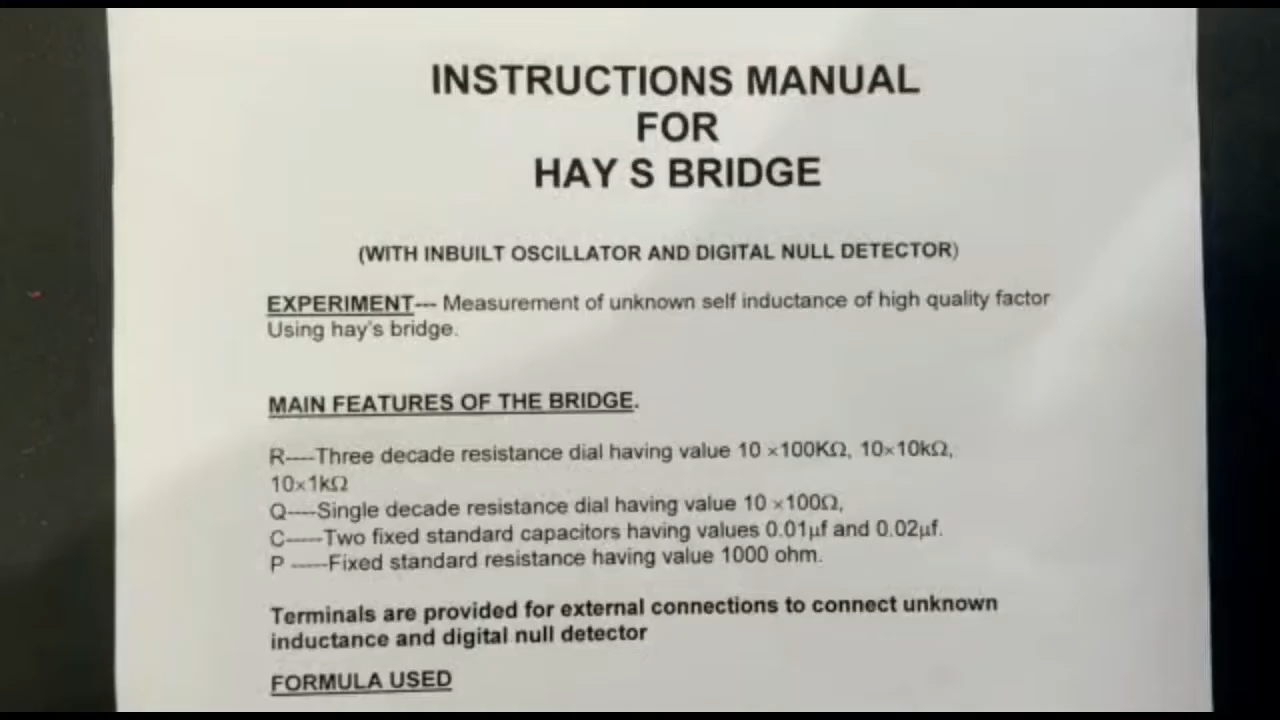 INSTRUCTIONS MANUAL
FOR
HAY S BRIDGE
(WITH INBUILT OSCILLATOR AND DIGITAL NULL DETECTOR)
EXPERIMENT--- Measurement of unknown self inductance of high quality factor
Using hay's bridge.
MAIN FEATURES OF THE BRIDGE.
R----Three decade resistance dial having value 10 ×100KΩ, 10×10kΩ,
10×1kΩ
Q----Single decade resistance dial having value 10 ×100Ω,
C-----Two fixed standard capacitors having values 0.01µf and 0.02µf.
P -----Fixed standard resistance having value 1000 ohm.
Terminals are provided for external connections to connect unknown
inductance and digital null detector
FORMULA USED